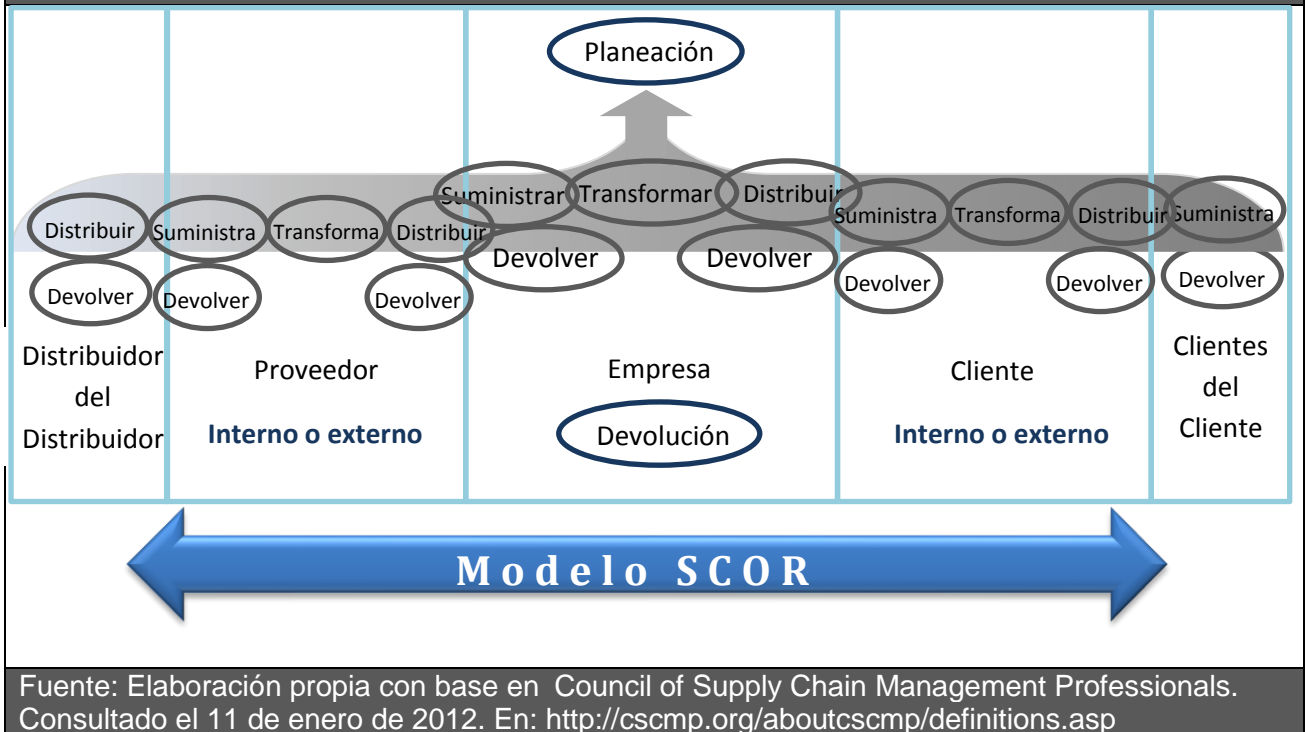 Planeación
Suministrar
Transformar
Distribuir
Distribuir
Suministra
Transforma
Distribuir
Suministra
Transforma
Distribuir
Suministra
Devolver
Devolver
Devolver
Devolver
Devolver
Devolver
Devolver
Devolver
Distribuidor
del
Distribuidor
Proveedor
Interno o externo
Empresa
Devolución
Cliente
Interno o externo
Clientes
del
Cliente
Modelo SCOR
Fuente: Elaboración propia con base en Council of Supply Chain Management Professionals.
Consultado el 11 de enero de 2012. En: http://cscmp.org/aboutcscmp/definitions.asp